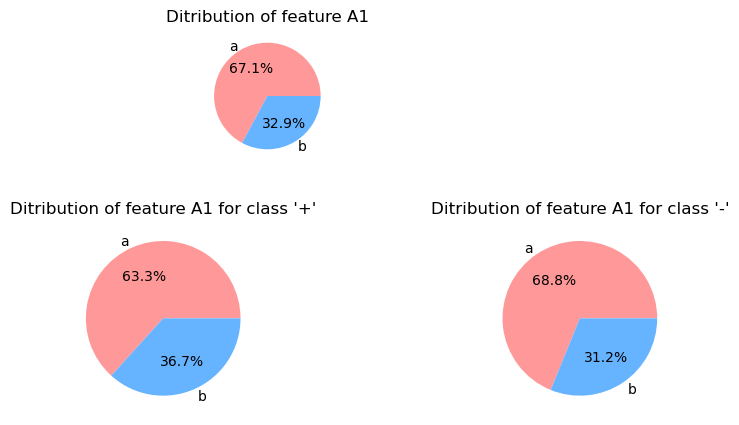 Ditribution of feature A1
a
67.1%
32.9%
b
Ditribution of feature A1 for class '+'
a
63.3%
36.7%
b
Ditribution of feature A1 for class '-'
a
68.8%
31.2%
b